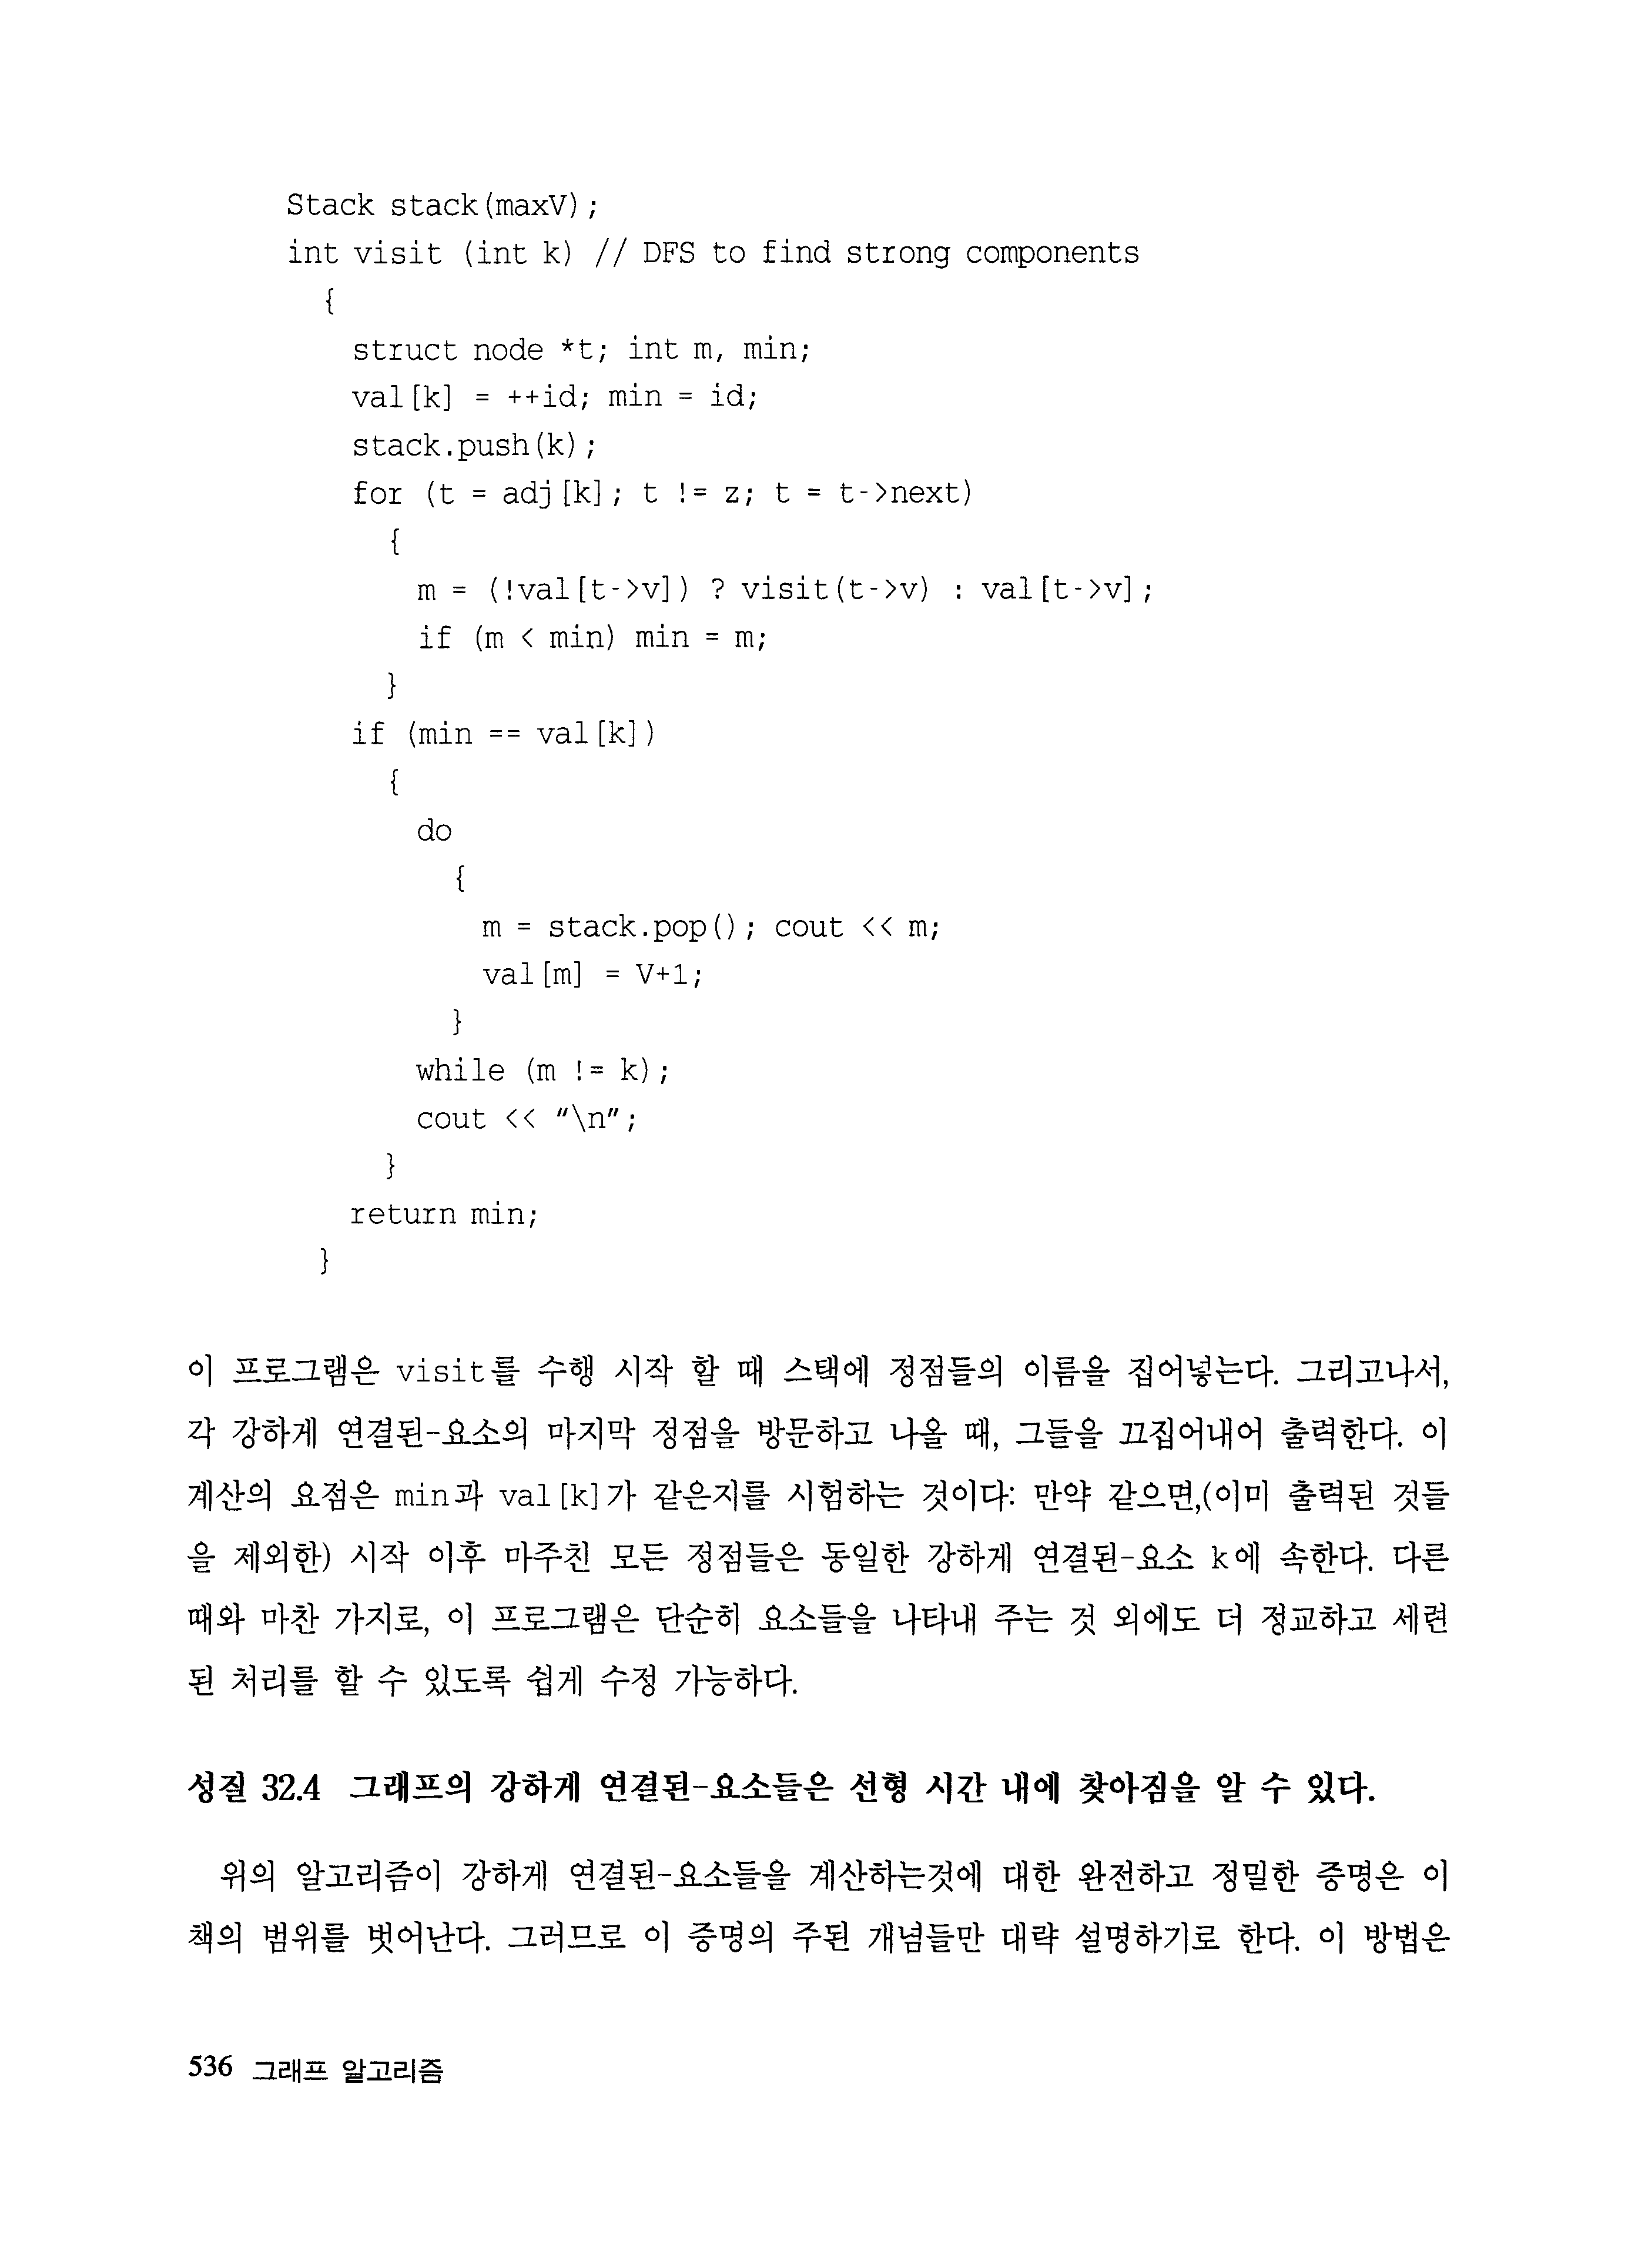 Stack stack(maxV);
int visit (int k) // DFS to find strong components
{
struct node *t; int m, min;
val[k] = ++id; min = id;
stack.push(k);
for (t = adj[k]; t != z; t = t->next)
{
m = (!val[t->v]) ? visit(t->v) : val[t->v];
if (m < min) min = m;
}
if (min == val[k])
{
do
{
m = stack.pop(); cout << m;
val[m] = V+1;
}
while (m != k);
cout << "\n";
}
return min;
}
이 프로그램은 visit를 수행 시작 할 때 스택에 정점들의 이름을 집어넣는다. 그리고나서,
각 강하게 연결된-요소의 마지막 정점을 방문하고 나올 때, 그들을 끄집어내어 출력한다. 이
계산의 요점은 min과 val[k]가 같은지를 시험하는 것이다: 만약 같으면,(이미 출력된 것들
을 제외한) 시작 이후 마주친 모든 정점들은 동일한 강하게 연결된-요소 k에 속한다. 다른
때와 마찬 가지로, 이 프로그램은 단순히 요소들을 나타내 주는 것 외에도 더 정교하고 세련
된 처리를 할 수 있도록 쉽게 수정 가능하다.
성질 32.4 그래프의 강하게 연결된-요소들은 선형 시간 내에 찾아짐을 알 수 있다.
위의 알고리즘이 강하게 연결된-요소들을 계산하는것에 대한 완전하고 정밀한 증명은 이
책의 범위를 벗어난다. 그러므로 이 증명의 주된 개념들만 대략 설명하기로 한다. 이 방법은
536 그래프 알고리즘